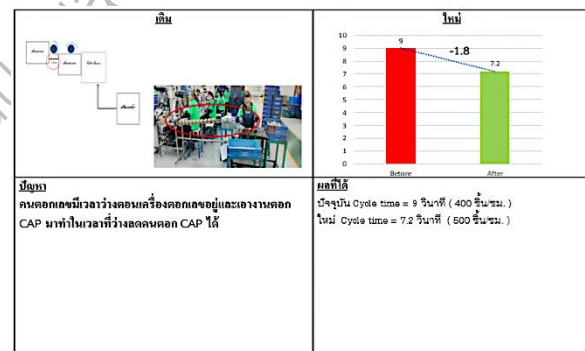 เดิม
ใหม่
10
9
8
7
6
5
4
3
2
1
0
9
-1.8
7.2
Before
After
ปัญหา
คนตอกเลขมีเวลาว่างตอนเครื่องตอกเลขอยู่และเอางานตอก
CAP มาทำในเวลาที่ว่างลดคนตอก CAP ได้
ผลที่ได้
ปัจจุบัน Cycle time = 9 วินาที ( 400 ชิ้น/ชม. )
ใหม่ Cycle time = 7.2 วินาที ( 500 ชิ้น/ชม. )